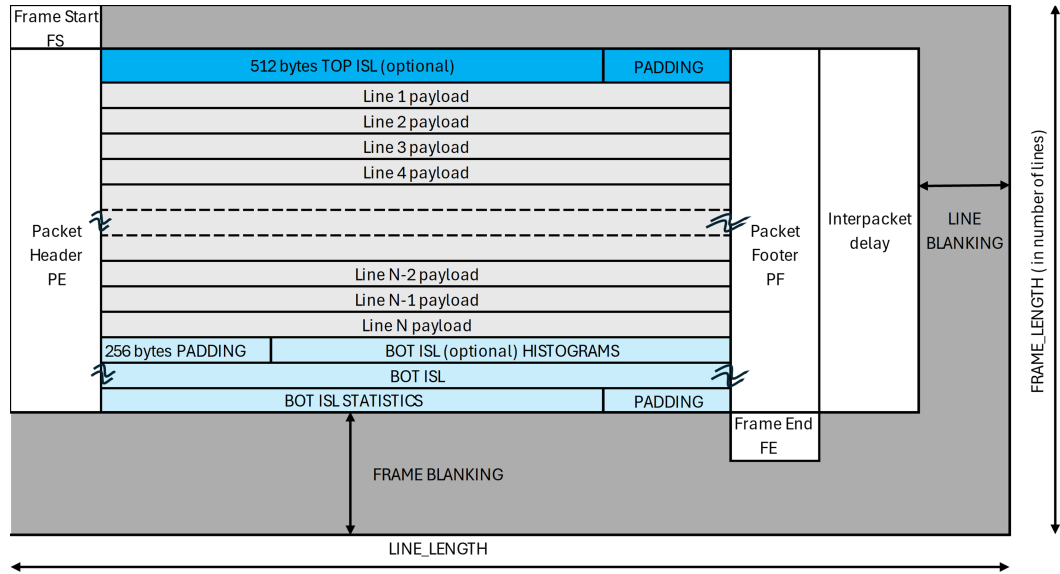 Frame Start
FS
512 bytes TOP ISL (optional)
PADDING
Line 1 payload
Line 2 payload
Line 3 payload
Line 4 payload
Packet
Header
PE
Packet
Footer
PF
Interpacket
delay
LINE
BLANKING
FRAME_LENGTH ( in number of lines)
Line N-2 payload
Line N-1 payload
Line N payload
256 bytes PADDING
BOT ISL (optional) HISTOGRAMS
BOT ISL
BOT ISL STATISTICS
PADDING
Frame End
FE
FRAME BLANKING
LINE_LENGTH